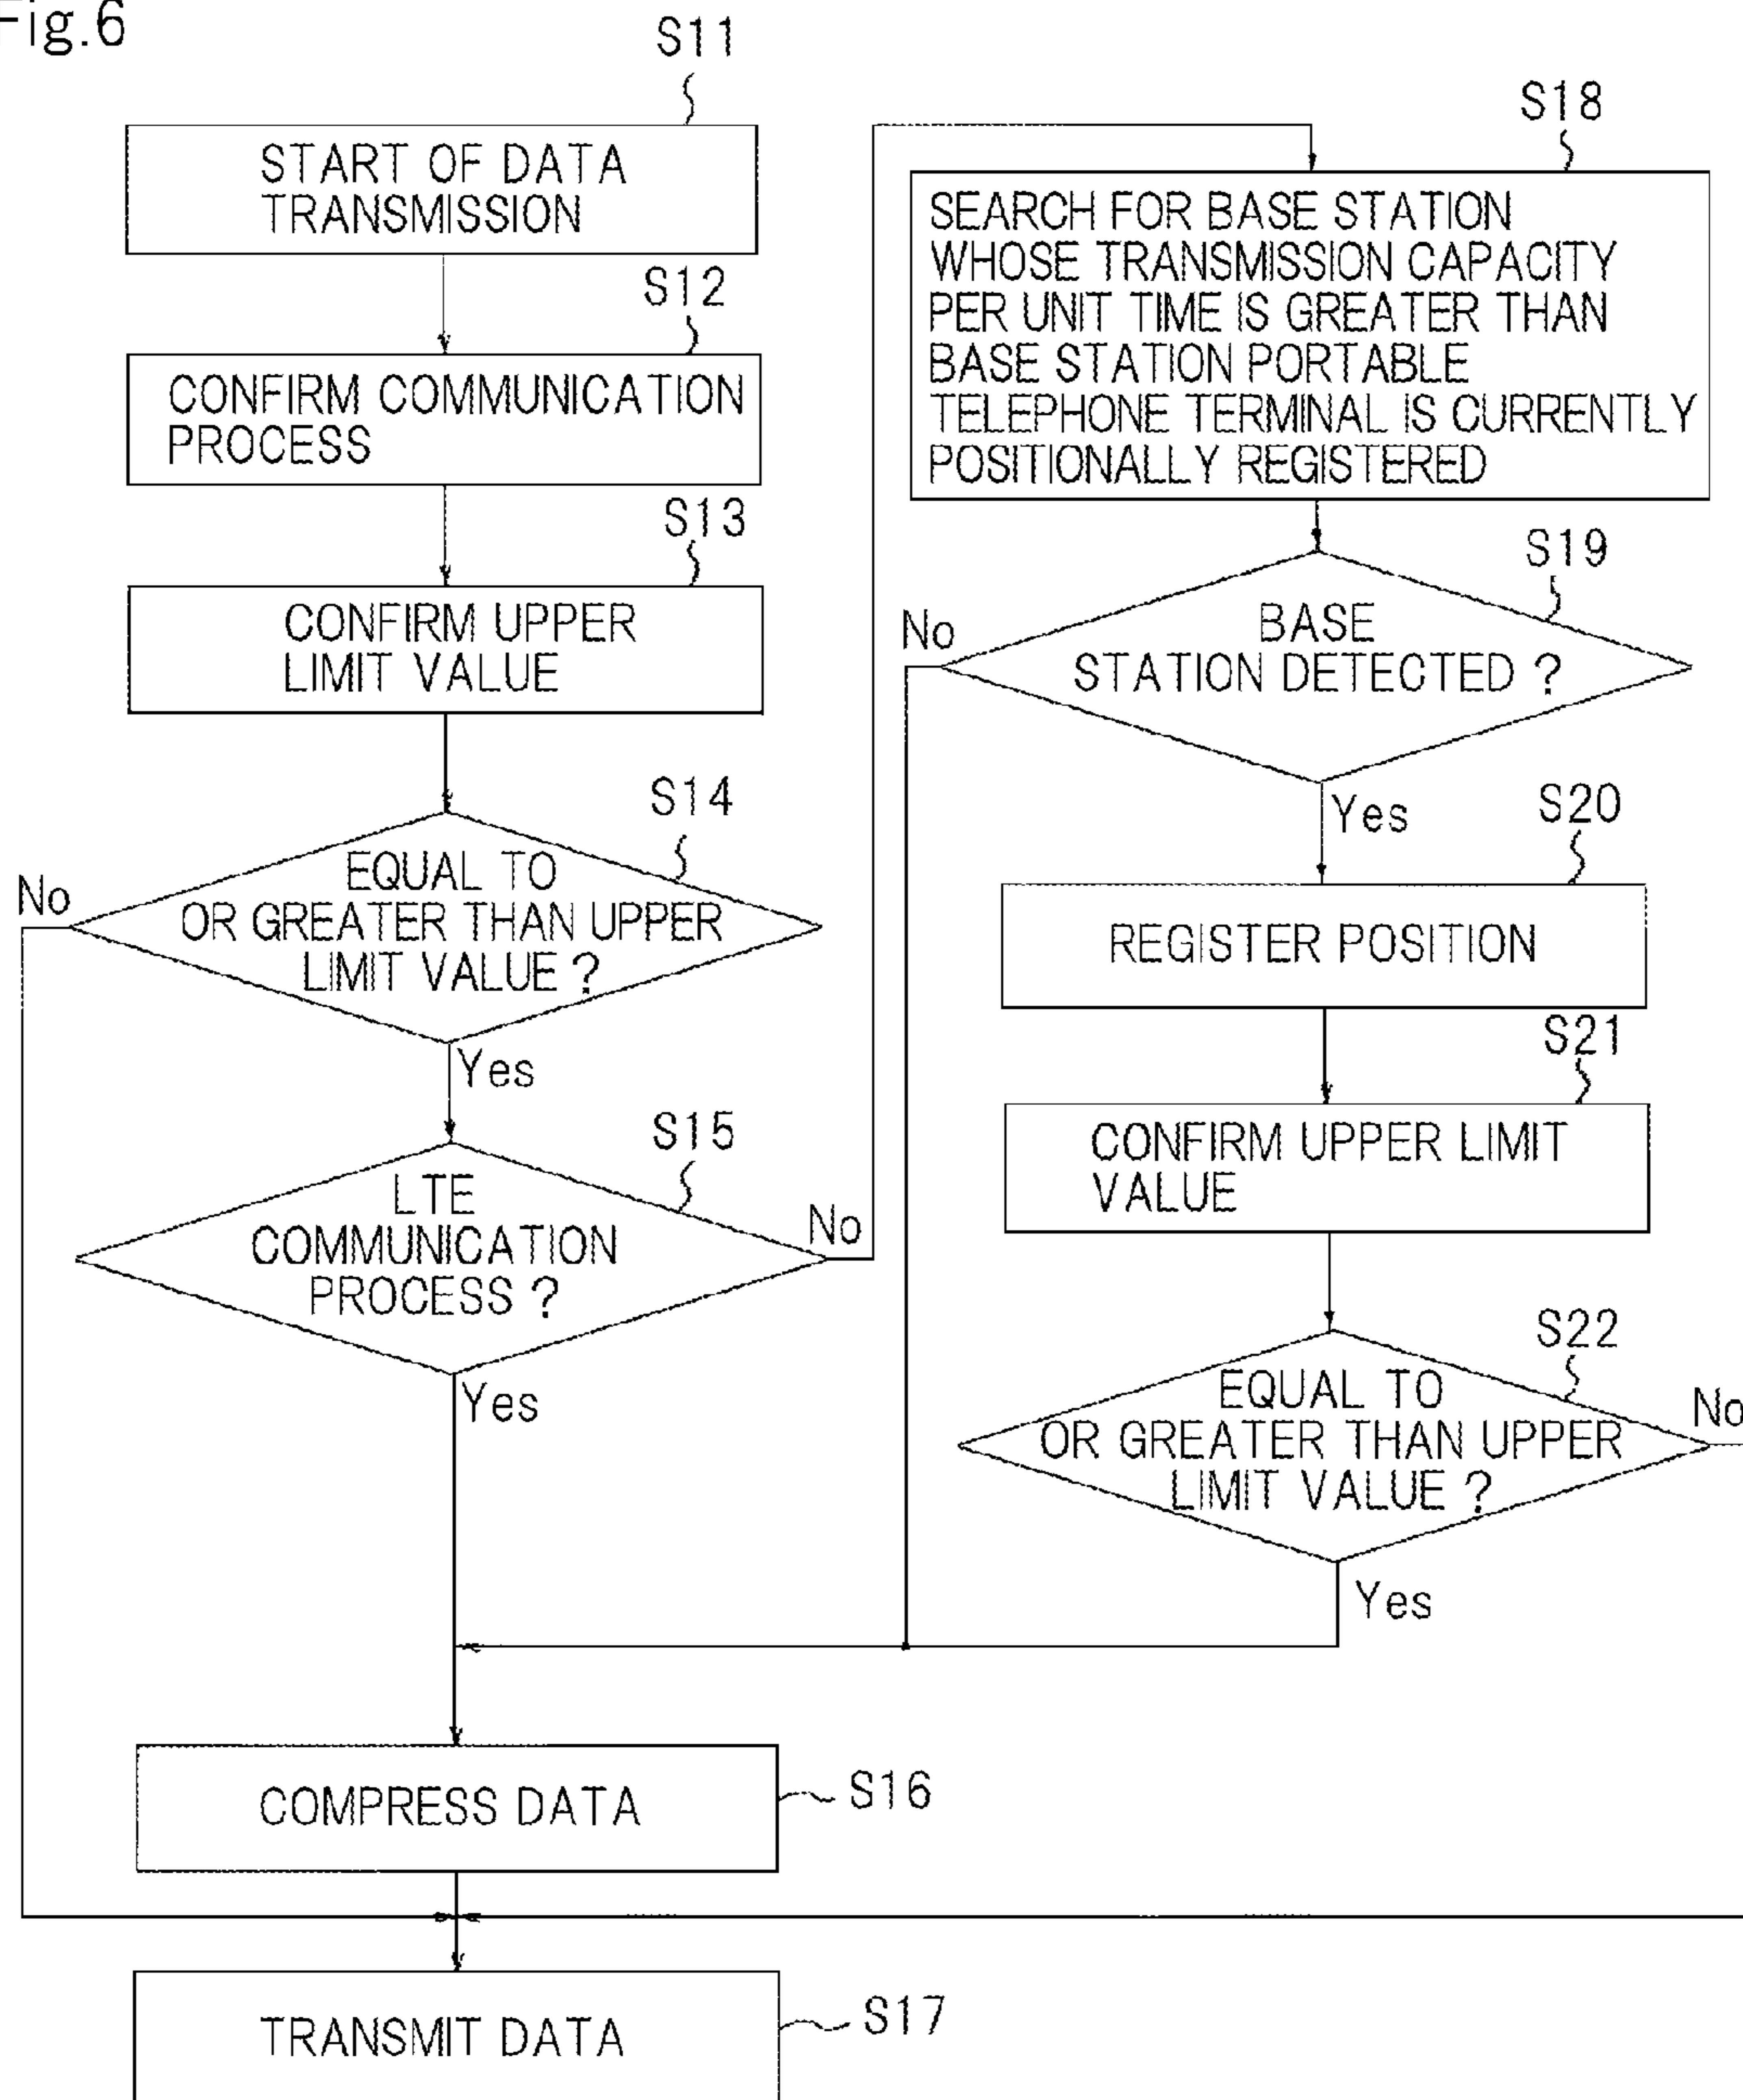 Fig.6
S11
START OF DATA
TRANSMISSION
S12
CONFIRM COMMUNICATION
PROCESS
S13
CONFIRM UPPER
LIMIT VALUE
S14
EQUAL TO
OR GREATER THAN UPPER
LIMIT VALUE ?
No
Yes
S15
LTE
COMMUNICATION
PROCESS ?
No
Yes
S16
COMPRESS DATA
S17
TRANSMIT DATA
S18
SEARCH FOR BASE STATION
WHOSE TRANSMISSION CAPACITY
PER UNIT TIME IS GREATER THAN
BASE STATION PORTABLE
TELEPHONE TERMINAL IS CURRENTLY
POSITIONALLY REGISTERED
S19
BASE
STATION DETECTED ?
No
Yes
S20
REGISTER POSITION
S21
CONFIRM UPPER LIMIT
VALUE
S22
EQUAL TO
OR GREATER THAN UPPER
LIMIT VALUE ?
No
Yes